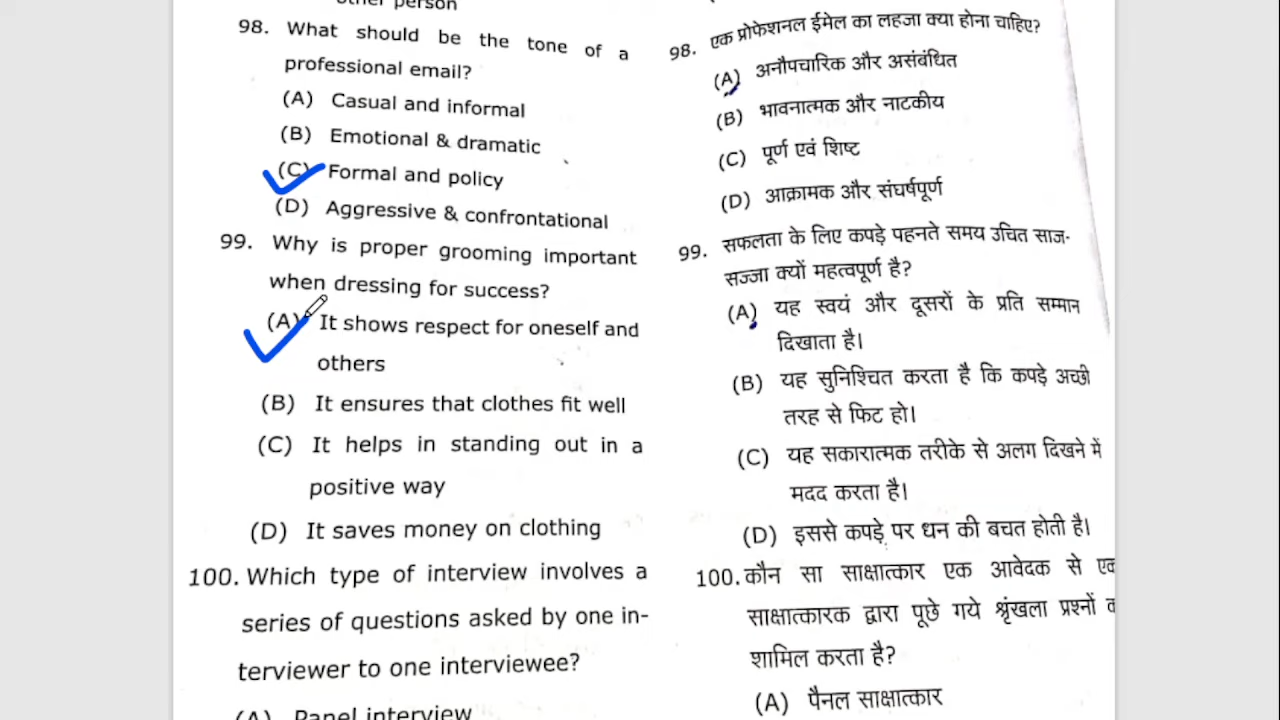 other person
98. What should be the tone of a
professional email?
(A) Casual and informal
(B) Emotional & dramatic
(C) Formal and policy
(D) Aggressive & confrontational
99. Why is proper grooming important
when dressing for success?
(A) It shows respect for oneself and
others
(B) It ensures that clothes fit well
(C) It helps in standing out in a
positive way
(D) It saves money on clothing
100. Which type of interview involves a
series of questions asked by one in-
terviewer to one interviewee?
(A) Panel interview
98. एक प्रोफेशनल ईमेल का लहजा क्या होना चाहिए?
(A) अनौपचारिक और असंबंधित
(B) भावनात्मक और नाटकीय
(C) पूर्ण एवं शिष्ट
(D) आक्रामक और संघर्षपूर्ण
99. सफलता के लिए कपड़े पहनते समय उचित साज-
सज्जा क्यों महत्वपूर्ण है?
(A) यह स्वयं और दूसरों के प्रति सम्मान
दिखाता है।
(B) यह सुनिश्चित करता है कि कपड़े अच्छी
तरह से फिट हो।
(C) यह सकारात्मक तरीके से अलग दिखने में
मदद करता है।
(D) इससे कपड़े पर धन की बचत होती है।
100. कौन सा साक्षात्कार एक आवेदक से एक
साक्षात्कारक द्वारा पूछे गये श्रृंखला प्रश्नों
शामिल करता है?
(A) पैनल साक्षात्कार